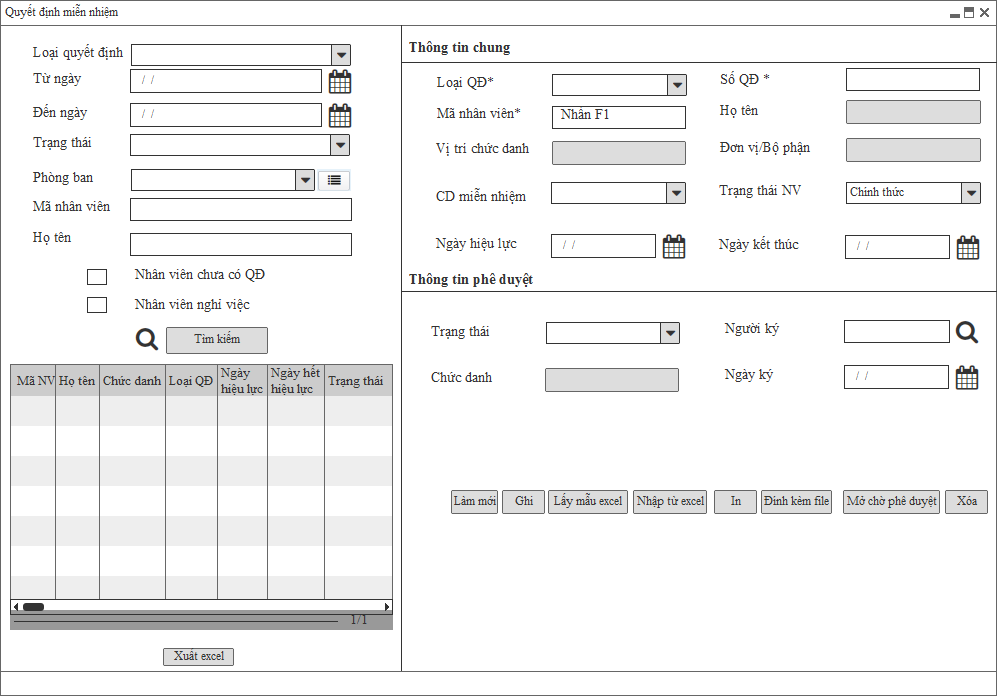 Quyết định miễn nhiệm
Loại quyết định
Từ ngày
/ /
Đến ngày
/ /
Trạng thái
Phòng ban
Mã nhân viên
Họ tên
Nhân viên chưa có QĐ
Nhân viên nghỉ việc
Tìm kiếm
Mã NV Họ tên Chức danh Loại QĐ Ngày hiệu lực Ngày hết hiệu lực Trạng thái
1/1
Xuất excel
Thông tin chung
Loại QĐ* Số QĐ *
Mã nhân viên* Nhấn F1 Họ tên
Vị trí chức danh Đơn vị/Bộ phận
CD miễn nhiệm Trạng thái NV Chính thức
Ngày hiệu lực / / Ngày kết thúc / /
Thông tin phê duyệt
Trạng thái Người ký
Chức danh Ngày ký / /
Làm mới Ghi Lấy mẫu excel Nhập từ excel In Đính kèm file Mở chờ phê duyệt Xóa